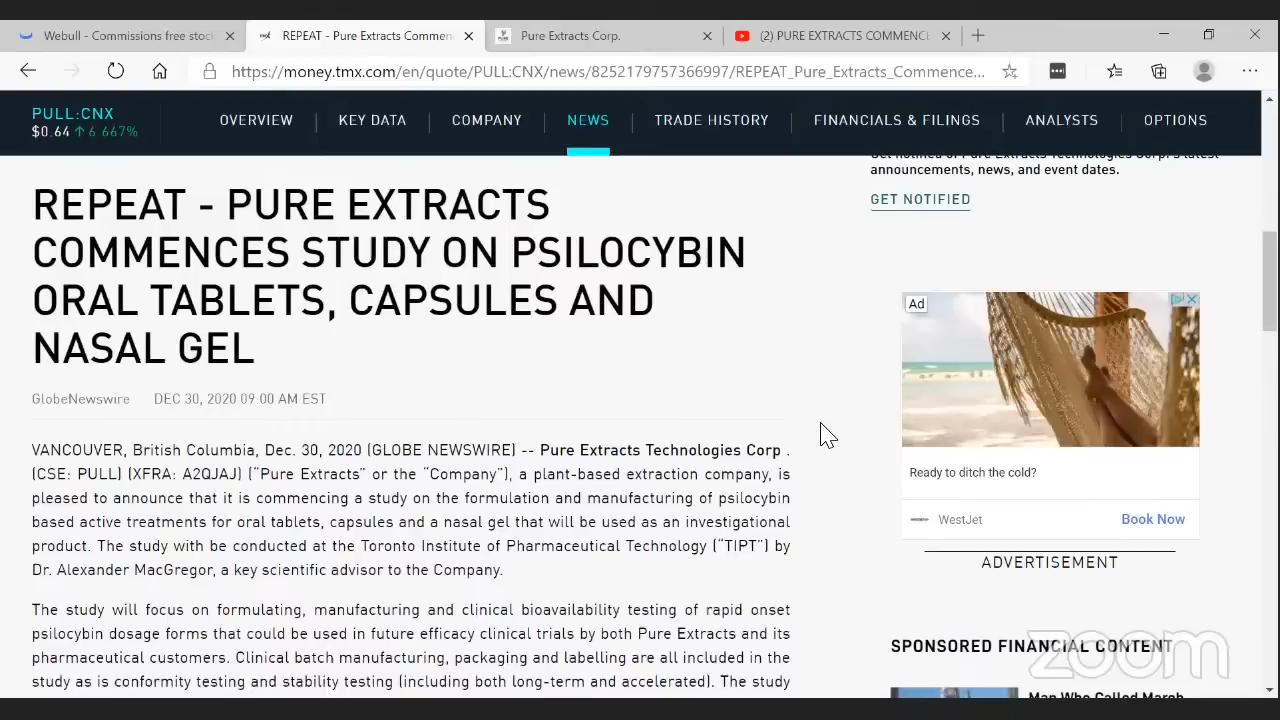 Webull - Commissions free stock
REPEAT - Pure Extracts Commen
Pure Extracts Corp.
(2) PURE EXTRACTS COMMENCE
https://money.tmx.com/en/quote/PULL:CNX/news/8252179757366997/REPEAT_Pure_Extracts_Commence...
PULL:CNX
$0.64 ↑6 667%
OVERVIEW
KEY DATA
COMPANY
NEWS
TRADE HISTORY
FINANCIALS & FILINGS
ANALYSTS
OPTIONS
Get notified of Pure Extracts Technologies Corp.'s latest
announcements, news, and event dates.
GET NOTIFIED
REPEAT - PURE EXTRACTS
COMMENCES STUDY ON PSILOCYBIN
ORAL TABLETS, CAPSULES AND
NASAL GEL
GlobeNewswire DEC 30, 2020 09:00 AM EST
VANCOUVER, British Columbia, Dec. 30, 2020 (GLOBE NEWSWIRE) -- Pure Extracts Technologies Corp .
(CSE: PULL) (XFRA: A2QJAJ) (“Pure Extracts” or the “Company”), a plant-based extraction company, is
pleased to announce that it is commencing a study on the formulation and manufacturing of psilocybin
based active treatments for oral tablets, capsules and a nasal gel that will be used as an investigational
product. The study with be conducted at the Toronto Institute of Pharmaceutical Technology (“TIPT”) by
Dr. Alexander MacGregor, a key scientific advisor to the Company.
The study will focus on formulating, manufacturing and clinical bioavailability testing of rapid onset
psilocybin dosage forms that could be used in future efficacy clinical trials by both Pure Extracts and its
pharmaceutical customers. Clinical batch manufacturing, packaging and labelling are all included in the
study as is conformity testing and stability testing (including both long-term and accelerated). The study
Ad
Ready to ditch the cold?
WestJet
Book Now
ADVERTISEMENT
SPONSORED FINANCIAL CONTENT
zoom
Man Who Called March